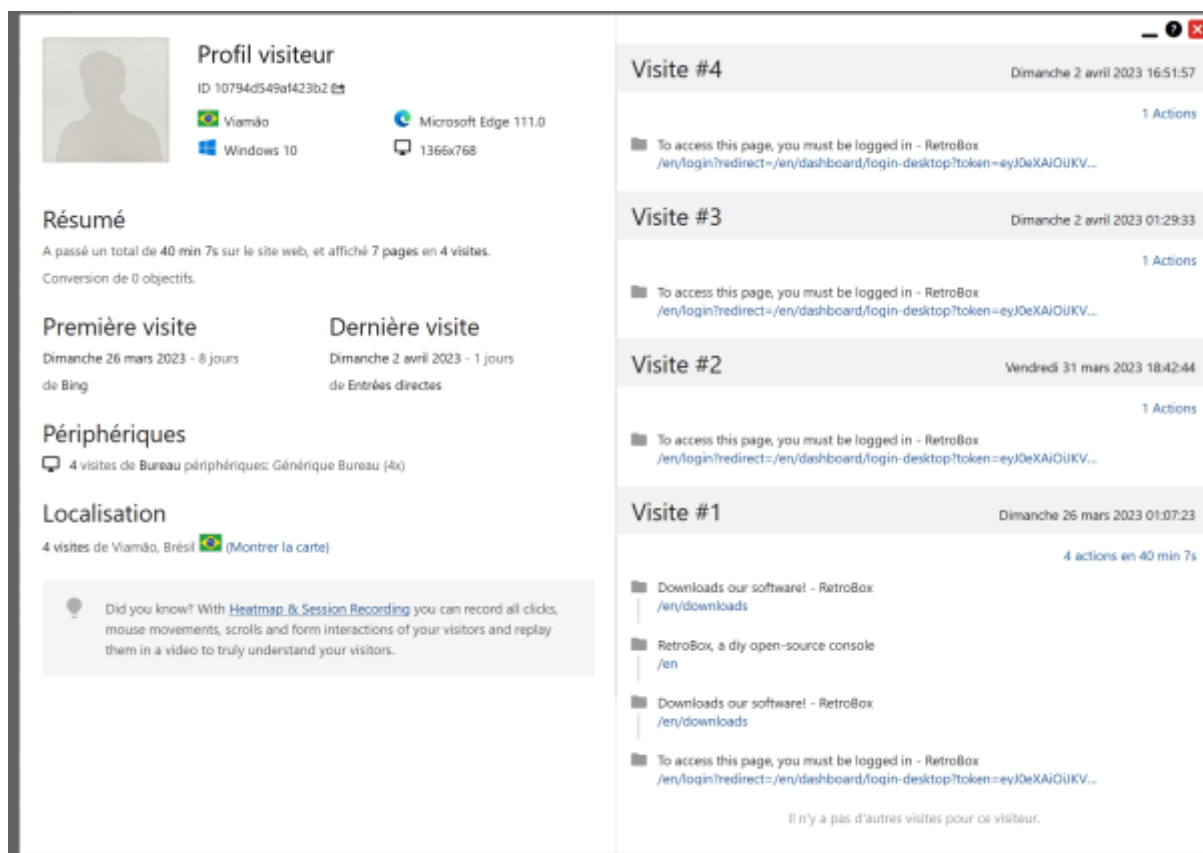 Profil visiteur
ID 10794d549af423b2
Viamão
Microsoft Edge 111.0
Windows 10
1366x768
Résumé
A passé un total de 40 min 7s sur le site web, et affiché 7 pages en 4 visites.
Conversion de 0 objectifs.
Première visite
Dimanche 26 mars 2023 - 8 jours
de Bing
Dernière visite
Dimanche 2 avril 2023 - 1 jours
de Entrées directes
Périphériques
4 visites de Bureau périphériques: Générique Bureau (4x)
Localisation
4 visites de Viamão, Brésil (Montrer la carte)
Did you know? With Heatmap & Session Recording you can record all clicks,
mouse movements, scrolls and form interactions of your visitors and replay
them in a video to truly understand your visitors.
Visite #4
Dimanche 2 avril 2023 16:51:57
1 Actions
To access this page, you must be logged in - RetroBox
/en/login?redirect=/en/dashboard/login-desktop?token=eyJ0eXAiOiJKV...
Visite #3
Dimanche 2 avril 2023 01:29:33
1 Actions
To access this page, you must be logged in - RetroBox
/en/login?redirect=/en/dashboard/login-desktop?token=eyJ0eXAiOiJKV...
Visite #2
Vendredi 31 mars 2023 18:42:44
1 Actions
To access this page, you must be logged in - RetroBox
/en/login?redirect=/en/dashboard/login-desktop?token=eyJ0eXAiOiJKV...
Visite #1
Dimanche 26 mars 2023 01:07:23
4 actions en 40 min 7s
Downloads our software! - RetroBox
/en/downloads
RetroBox, a diy open-source console
/en
Downloads our software! - RetroBox
/en/downloads
To access this page, you must be logged in - RetroBox
/en/login?redirect=/en/dashboard/login-desktop?token=eyJ0eXAiOiJKV...
Il n'y a pas d'autres visites pour ce visiteur.